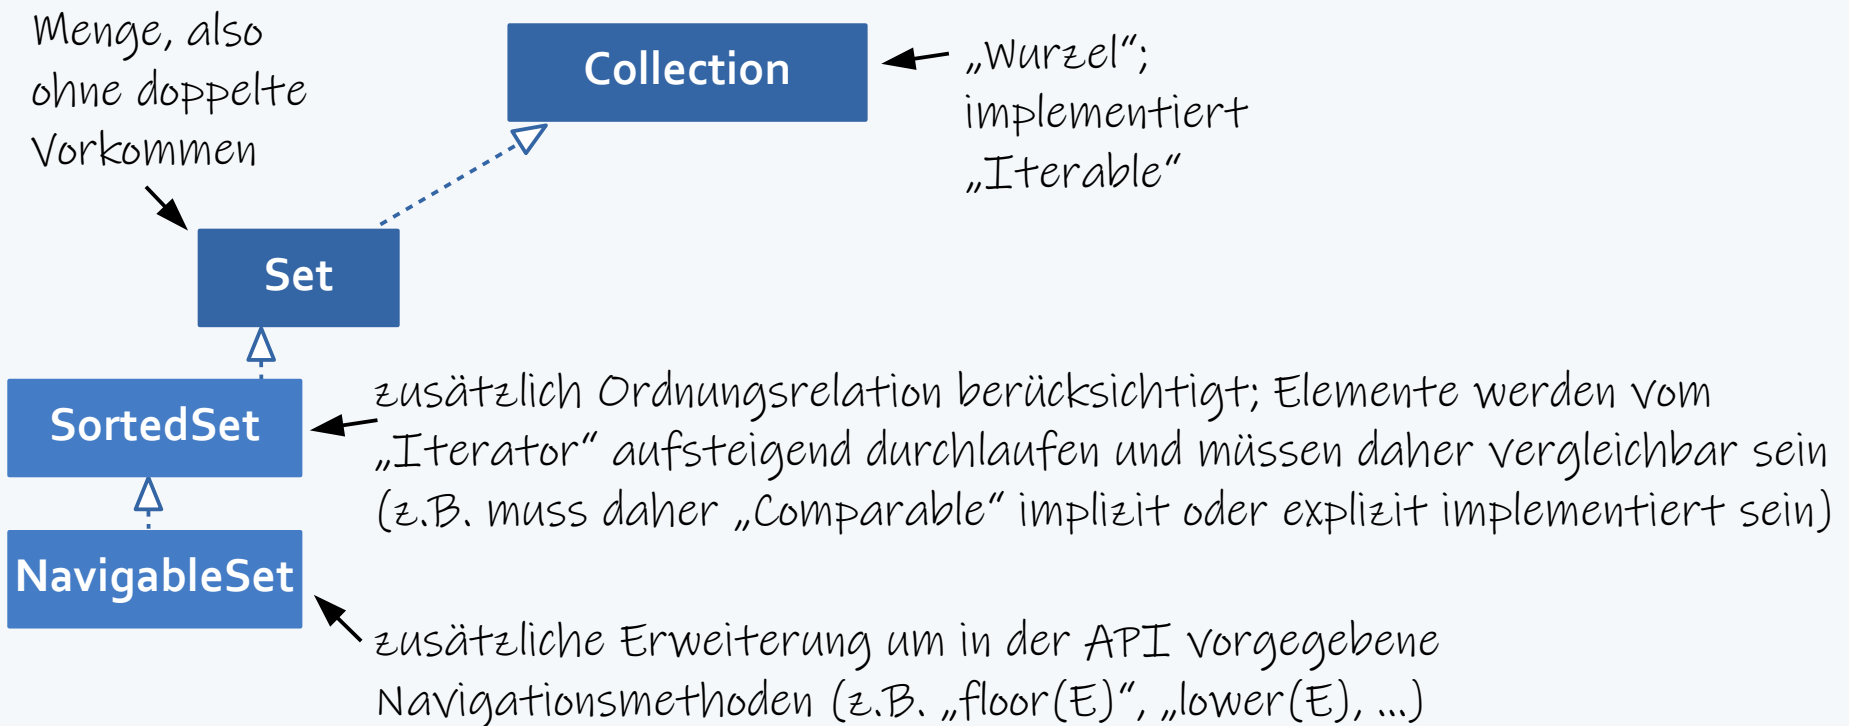 Menge, also
ohne doppelte
Vorkommen
Collection
„Wurzel“;
implementiert
„Iterable“
Set
SortedSet
zusätzlich Ordnungsrelation berücksichtigt; Elemente werden vom
„Iterator“ aufsteigend durchlaufen und müssen daher vergleichbar sein
(z.B. muss daher „Comparable“ implizit oder explizit implementiert sein)
NavigableSet
zusätzliche Erweiterung um in der API vorgegebene
Navigationsmethoden (z.B. „floor(E)“, „lower(E), ...)